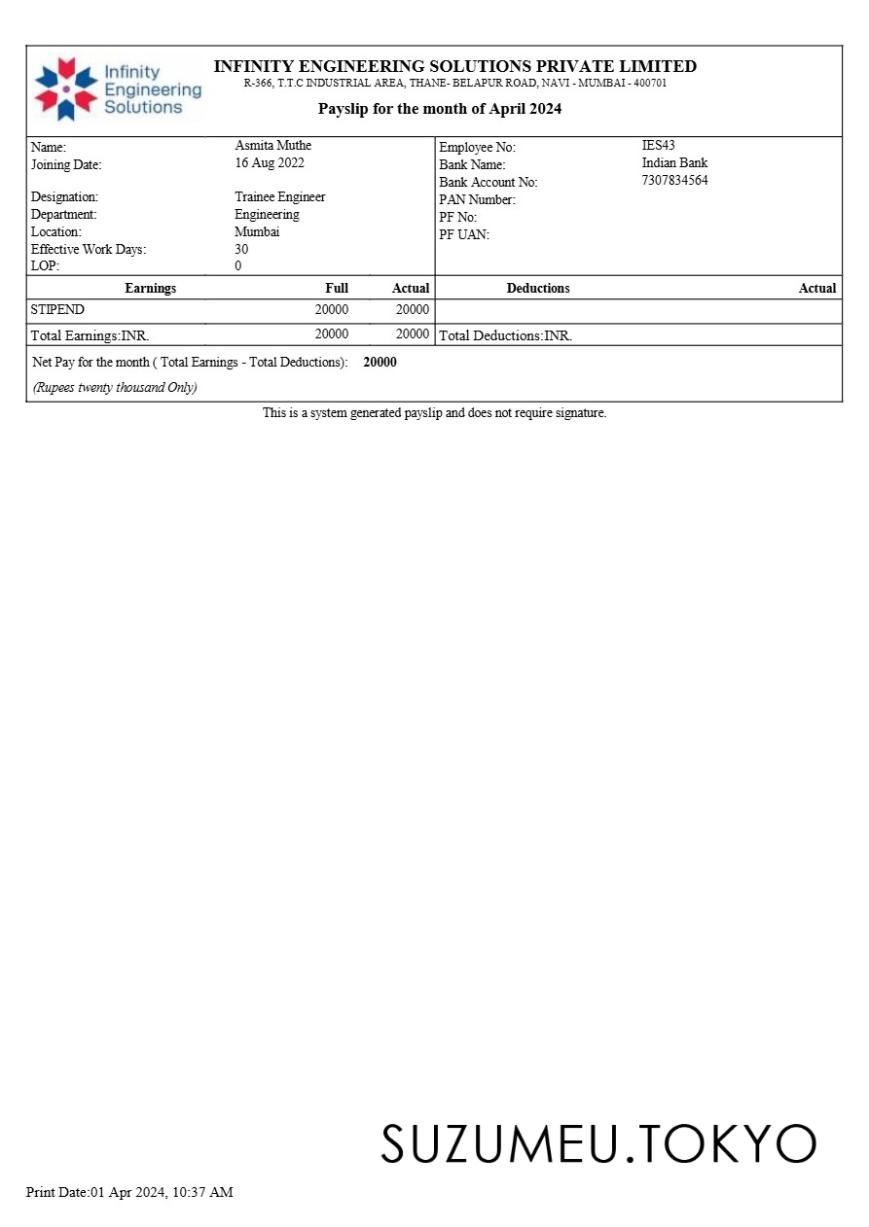 Infinity
Engineering
Solutions
INFINITY ENGINEERING SOLUTIONS PRIVATE LIMITED
R-366, T.T.C INDUSTRIAL AREA, THANE- BELAPUR ROAD, NAVI - MUMBAI - 400701
Payslip for the month of April 2024
Name: Asmita Muthe
Joining Date: 16 Aug 2022
Designation: Trainee Engineer
Department: Engineering
Location: Mumbai
Effective Work Days: 30
LOP: 0
Employee No: IES43
Bank Name: Indian Bank
Bank Account No: 7307834564
PAN Number:
PF No:
PF UAN:
Earnings Full Actual Deductions Actual
STIPEND 20000 20000
Total Earnings:INR. 20000 20000 Total Deductions:INR.
Net Pay for the month ( Total Earnings - Total Deductions): 20000
(Rupees twenty thousand Only)
This is a system generated payslip and does not require signature.
SUZUMEU.TOKYO
Print Date:01 Apr 2024, 10:37 AM